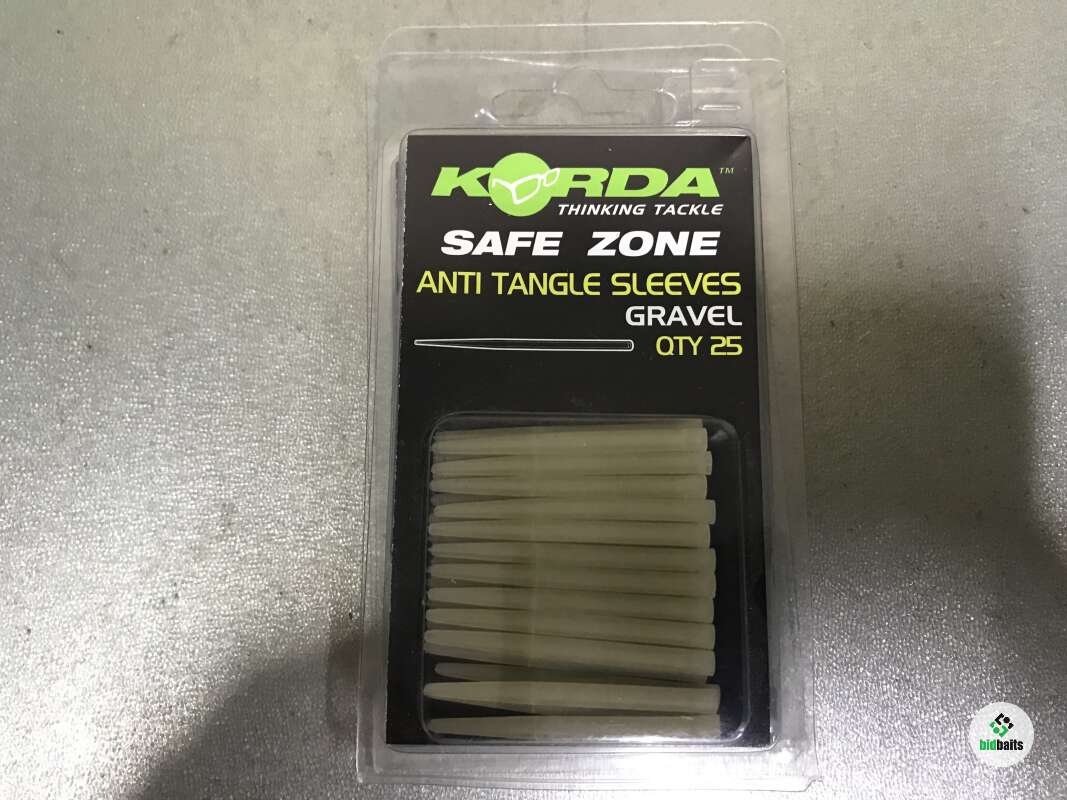 KORDA™
THINKING TACKLE
SAFE ZONE
ANTI TANGLE SLEEVES
GRAVEL
QTY 25
bidbaits